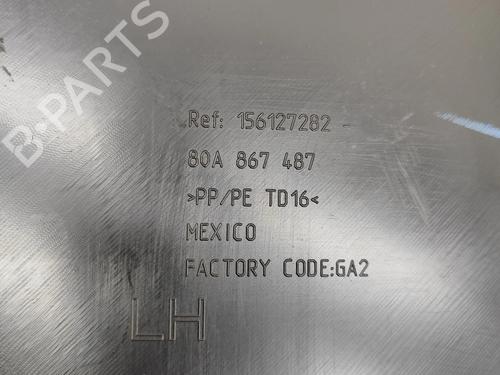 B-PARTS
Ref: 156127282 -
80A 867 487
>PP/PE TD16<
MEXICO
FACTORY CODE:GA2
LH